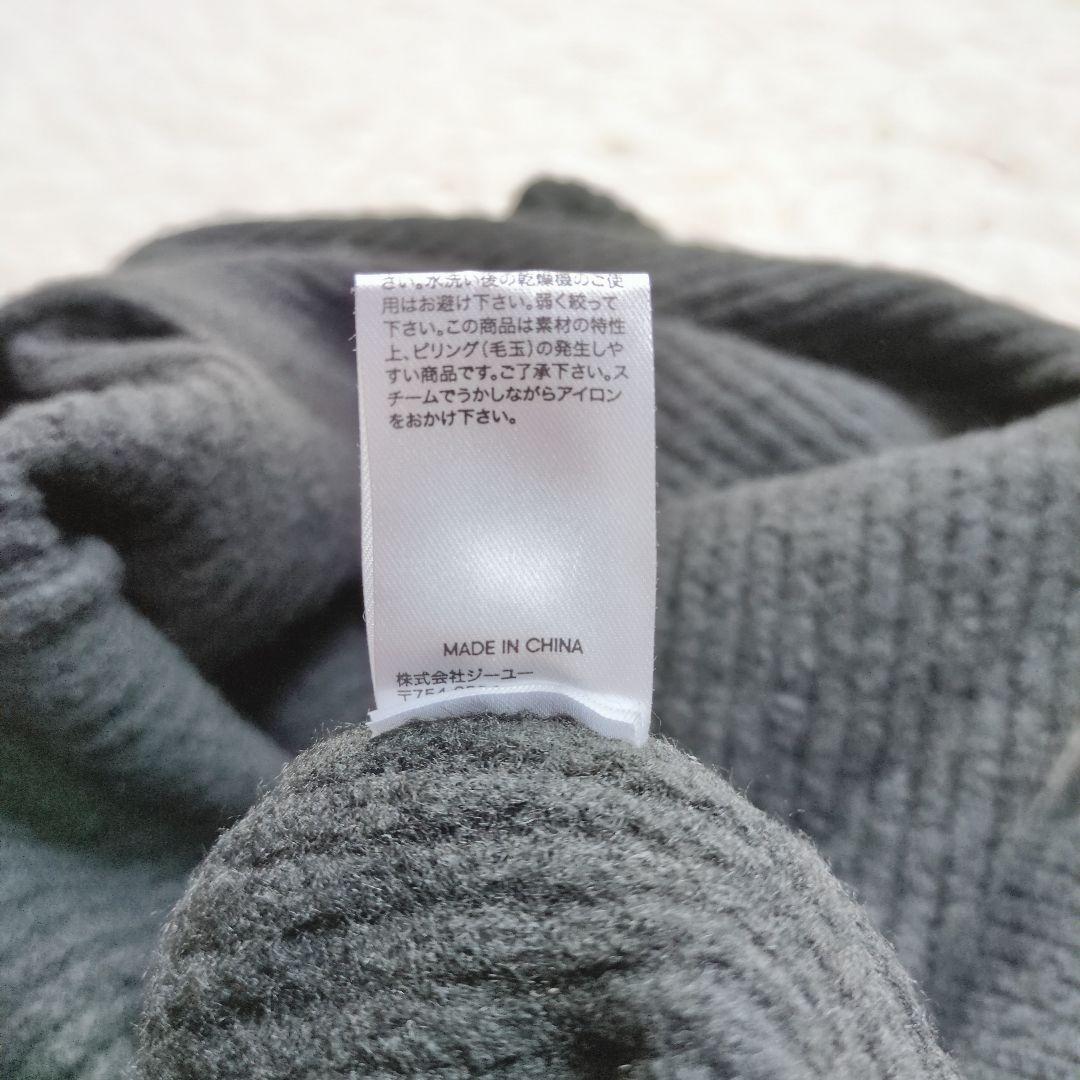 さい。水洗い後の乾燥機のご使
用はお避け下さい。弱く絞って
下さい。この商品は素材の特性
上、ピリング(毛玉)の発生しや
すい商品です。ご了承下さい。ス
チームでうかしながらアイロン
をおかけ下さい。
MADE IN CHINA
株式会社ジーユー
〒754